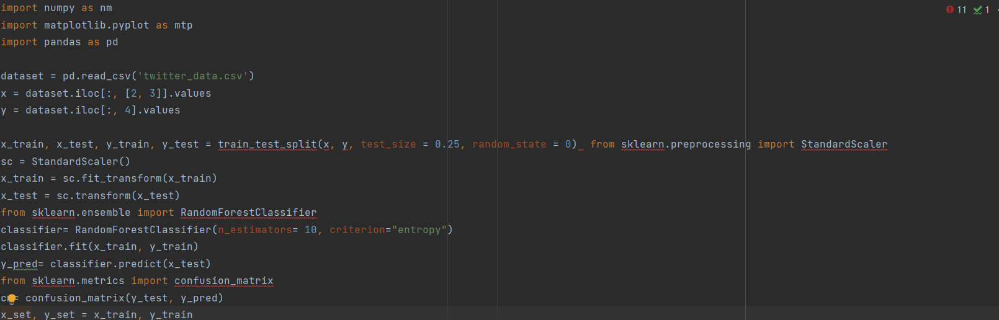 import numpy as nm
import matplotlib.pyplot as mtp
import pandas as pd
dataset = pd.read_csv('twitter_data.csv')
x = dataset.iloc[:, [2, 3]].values
y = dataset.iloc[:, 4].values
x_train, x_test, y_train, y_test = train_test_split(x, y, test_size = 0.25, random_state = 0)  from sklearn.preprocessing import StandardScaler
sc = StandardScaler()
x_train = sc.fit_transform(x_train)
x_test = sc.transform(x_test)
from sklearn.ensemble import RandomForestClassifier
classifier= RandomForestClassifier(n_estimators= 10, criterion="entropy")
classifier.fit(x_train, y_train)
y_pred= classifier.predict(x_test)
from sklearn.metrics import confusion_matrix
= confusion_matrix(y_test, y_pred)
x_set, y_set = x_train, y_train
11 1